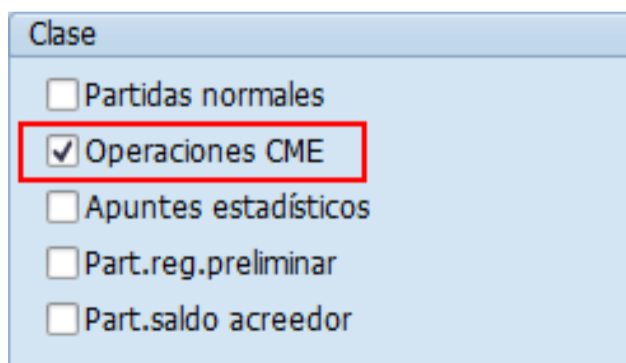 Clase
Partidas normales
Operaciones CME
Apuntes estadísticos
Part.reg.preliminar
Part.saldo acreedor